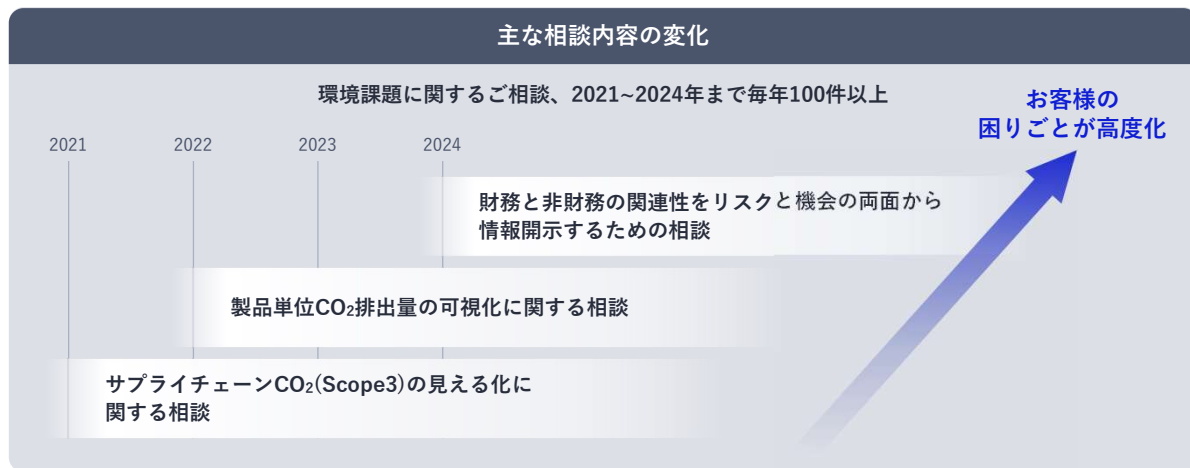 主な相談内容の変化
環境課題に関するご相談、2021~2024年まで毎年100件以上
お客様の
困りごとが高度化
2021
2022
2023
2024
財務と非財務の関連性をリスクと機会の両面から
情報開示するための相談
製品単位CO₂排出量の可視化に関する相談
サプライチェーンCO₂(Scope3)の見える化に
関する相談